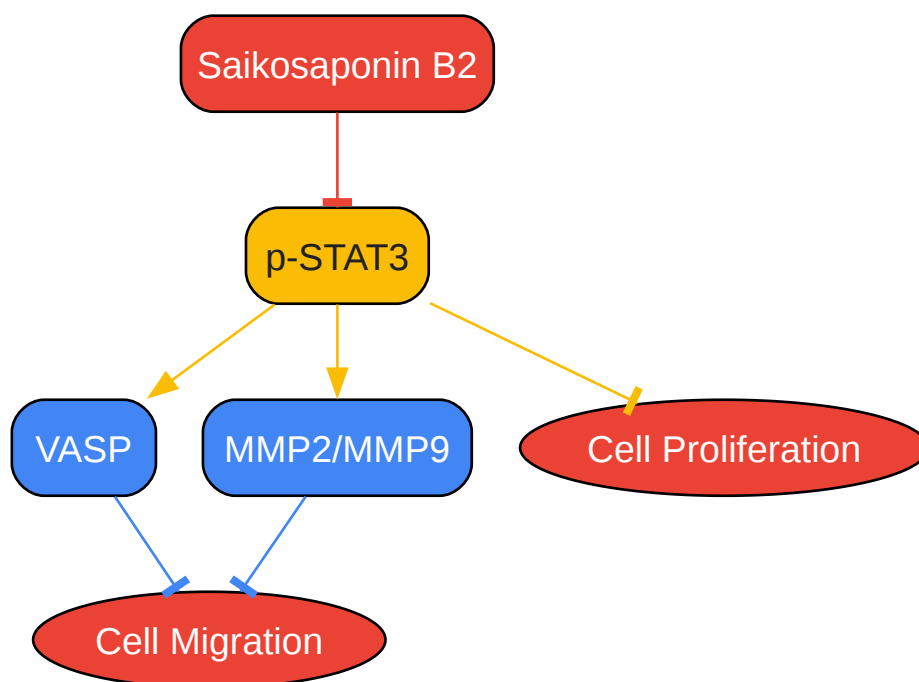 Saikosaponin B2
p-STAT3
VASP
MMP2/MMP9
Cell Proliferation
Cell Migration